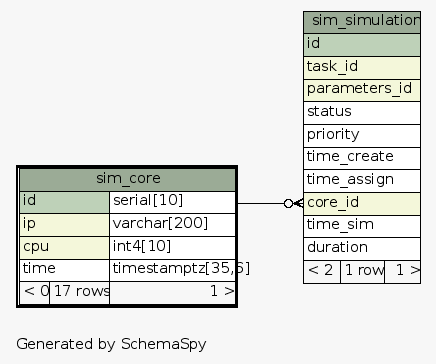 sim_simulation
id
task_id
parameters_id
status
priority
time_create
time_assign
core_id
time_sim
duration
< 2 1 row 1 >
sim_core
id serial[10]
ip varchar[200]
cpu int4[10]
time timestamptz[35,6]
< 0 17 rows 1 >
Generated by SchemaSpy